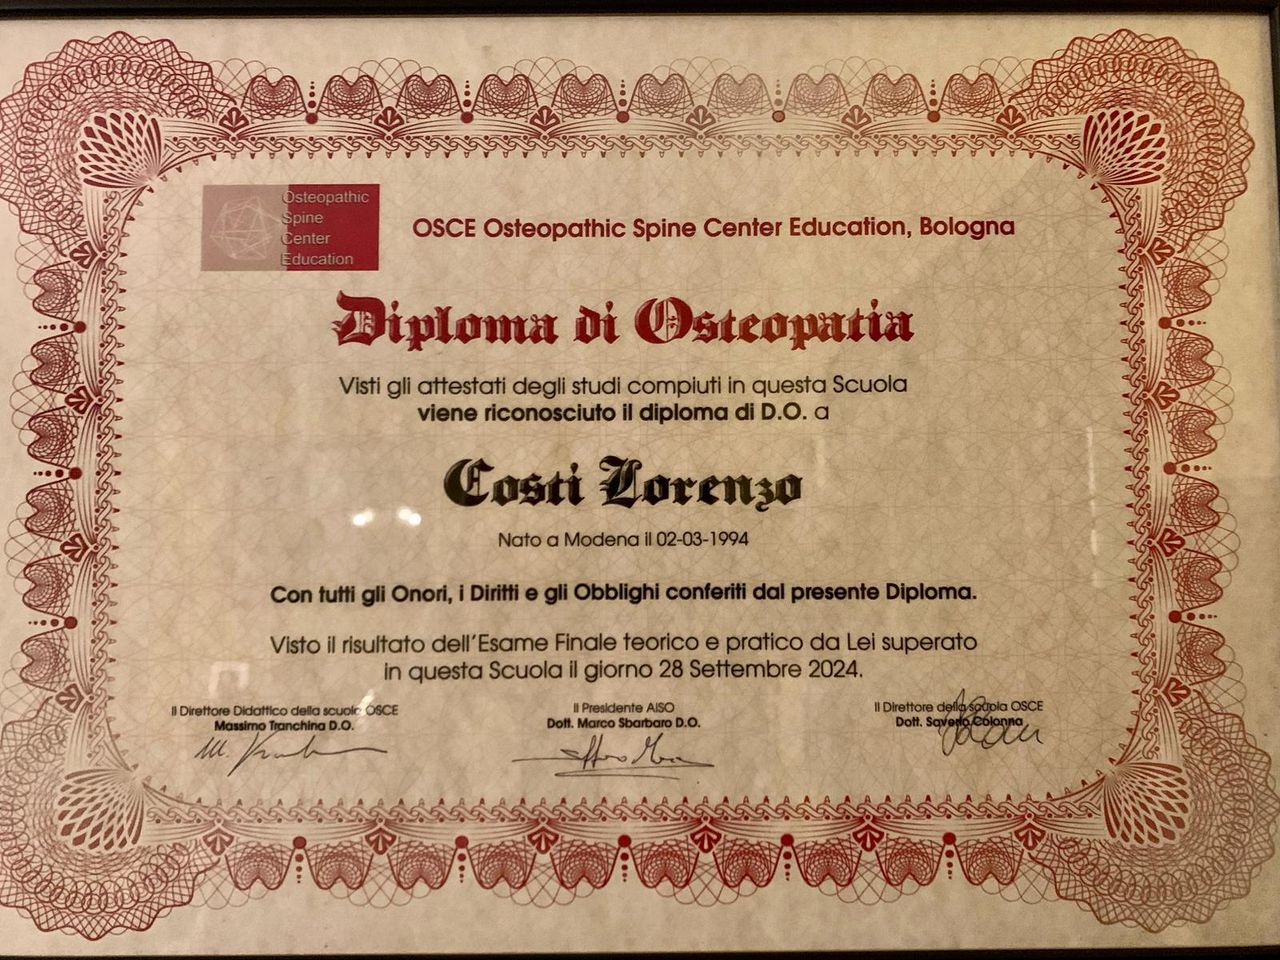 Osteopathic
Spine
Center
Education
OSCE Osteopathic Spine Center Education, Bologna
Diploma di Osteopatia
Visti gli attestati degli studi compiuti in questa Scuola
viene riconosciuto il diploma di D.O. a
Costi Lorenzo
Nato a Modena il 02-03-1994
Con tutti gli Onori, i Diritti e gli Obblighi conferiti dal presente Diploma.
Visto il risultato dell'Esame Finale teorico e pratico da Lei superato
in questa Scuola il giorno 28 Settembre 2024.
Il Direttore Didattico della scuola OSCE
Massimo Tranchina D.O.
Il Presidente AISO
Dott. Marco Sbarbaro D.O.
Il Direttore della scuola OSCE
Dott. Saverio Colonna